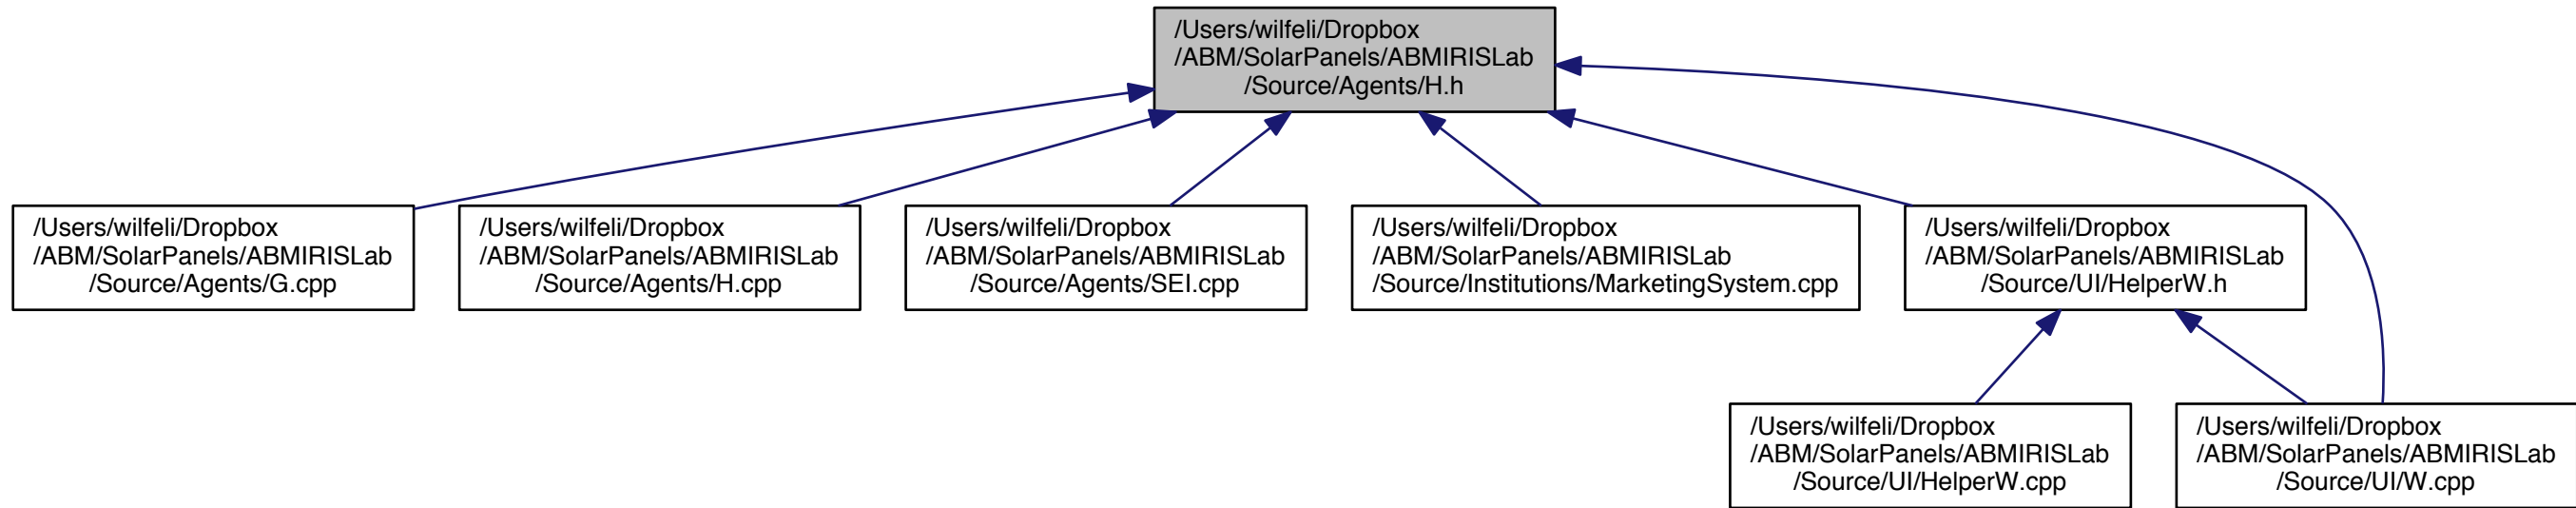 /Users/wilfeli/Dropbox
/ABM/SolarPanels/ABMIRISLab
/Source/Agents/H.h
/Users/wilfeli/Dropbox
/ABM/SolarPanels/ABMIRISLab
/Source/Agents/G.cpp
/Users/wilfeli/Dropbox
/ABM/SolarPanels/ABMIRISLab
/Source/Agents/H.cpp
/Users/wilfeli/Dropbox
/ABM/SolarPanels/ABMIRISLab
/Source/Agents/SEI.cpp
/Users/wilfeli/Dropbox
/ABM/SolarPanels/ABMIRISLab
/Source/Institutions/MarketingSystem.cpp
/Users/wilfeli/Dropbox
/ABM/SolarPanels/ABMIRISLab
/Source/UI/HelperW.h
/Users/wilfeli/Dropbox
/ABM/SolarPanels/ABMIRISLab
/Source/UI/HelperW.cpp
/Users/wilfeli/Dropbox
/ABM/SolarPanels/ABMIRISLab
/Source/UI/W.cpp